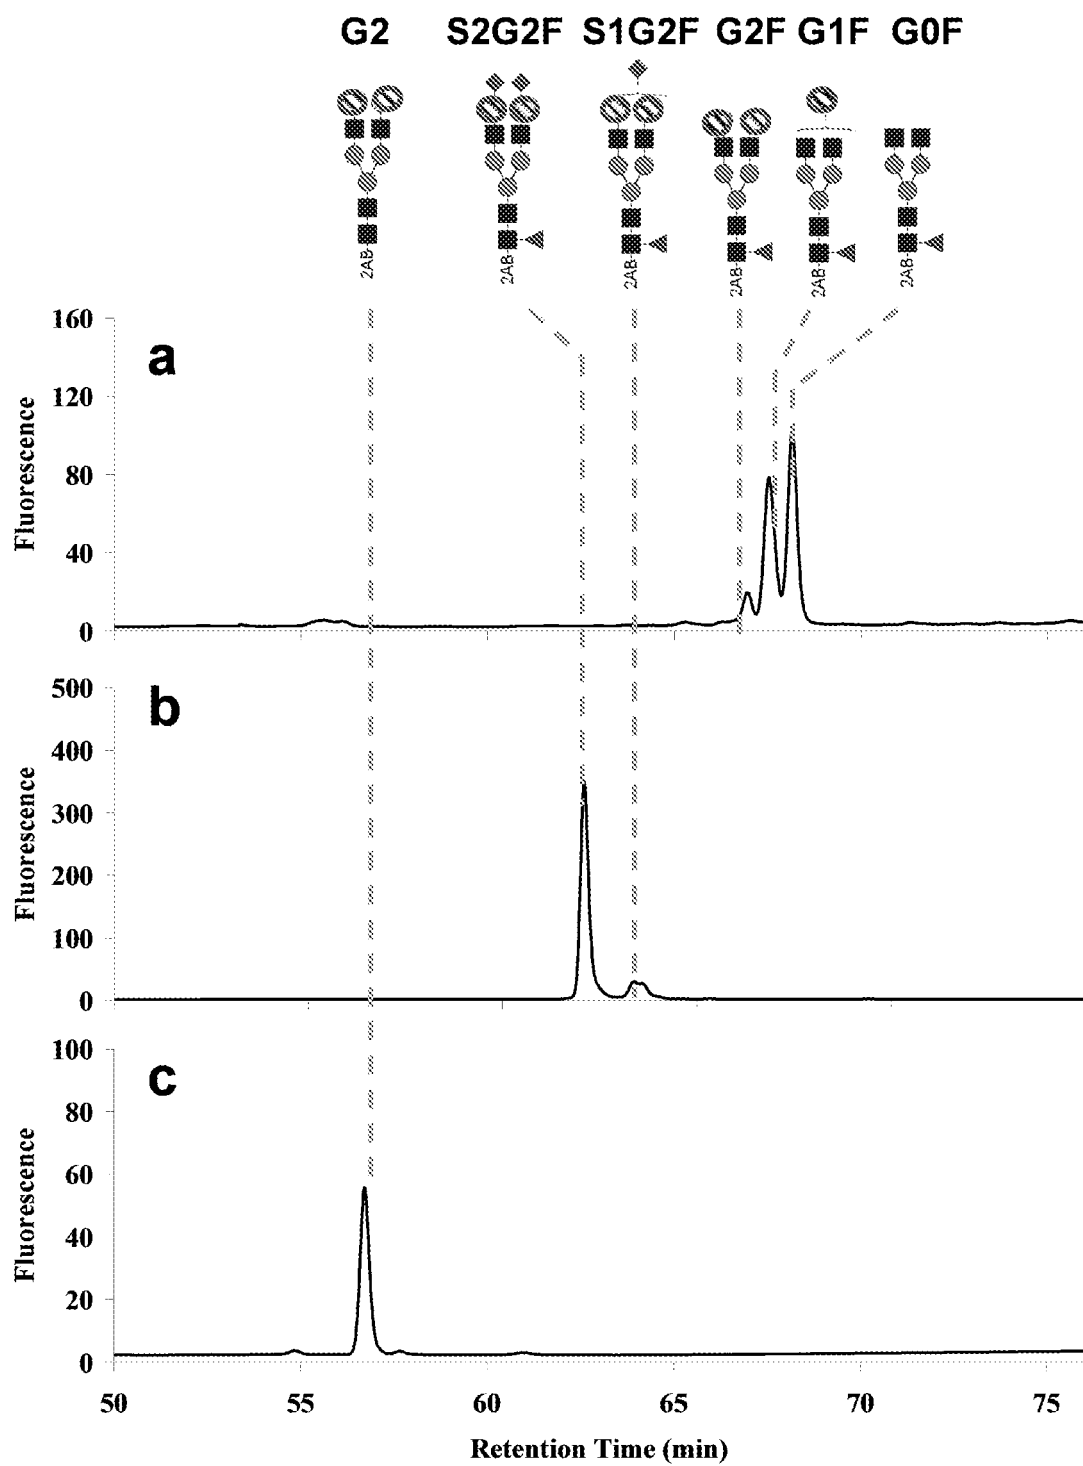 G2 S2G2F S1G2F G2F G1F G0F
2AB 2AB 2AB 2AB 2AB 2AB
160
120
80
40
0
Fluorescence
a
500
400
300
200
100
0
Fluorescence
b
100
80
60
40
20
0
Fluorescence
c
50 55 60 65 70 75
Retention Time (min)